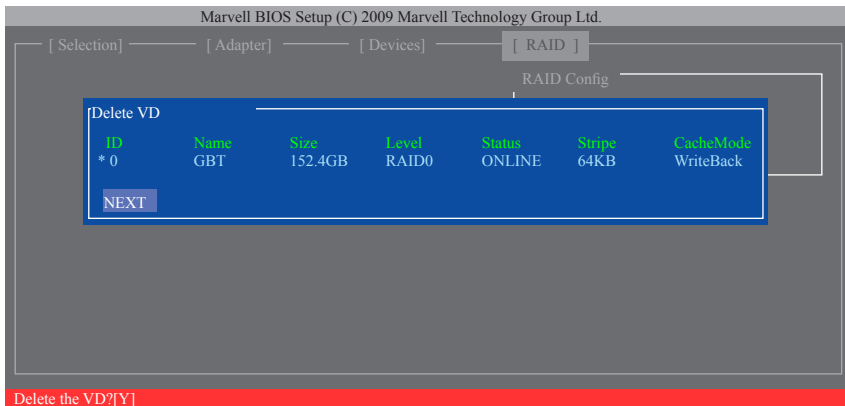 Marvell BIOS Setup (C) 2009 Marvell Technology Group Ltd.
[ Selection] [ Adapter] [ Devices] [ RAID ]
RAID Config
Delete VD
ID Name Size Level Status Stripe CacheMode
* 0 GBT 152.4GB RAID0 ONLINE 64KB WriteBack
NEXT
Delete the VD?[Y]